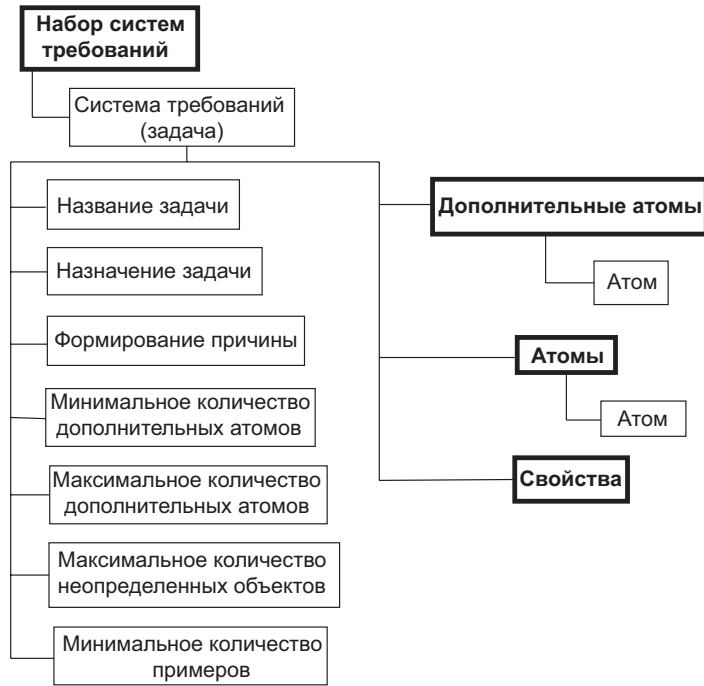 Набор систем
требований
Система требований
(задача)
Название задачи
Назначение задачи
Формирование причины
Минимальное количество
дополнительных атомов
Максимальное количество
дополнительных атомов
Максимальное количество
неопределенных объектов
Минимальное количество
примеров
Дополнительные атомы
Атом
Атомы
Атом
Свойства